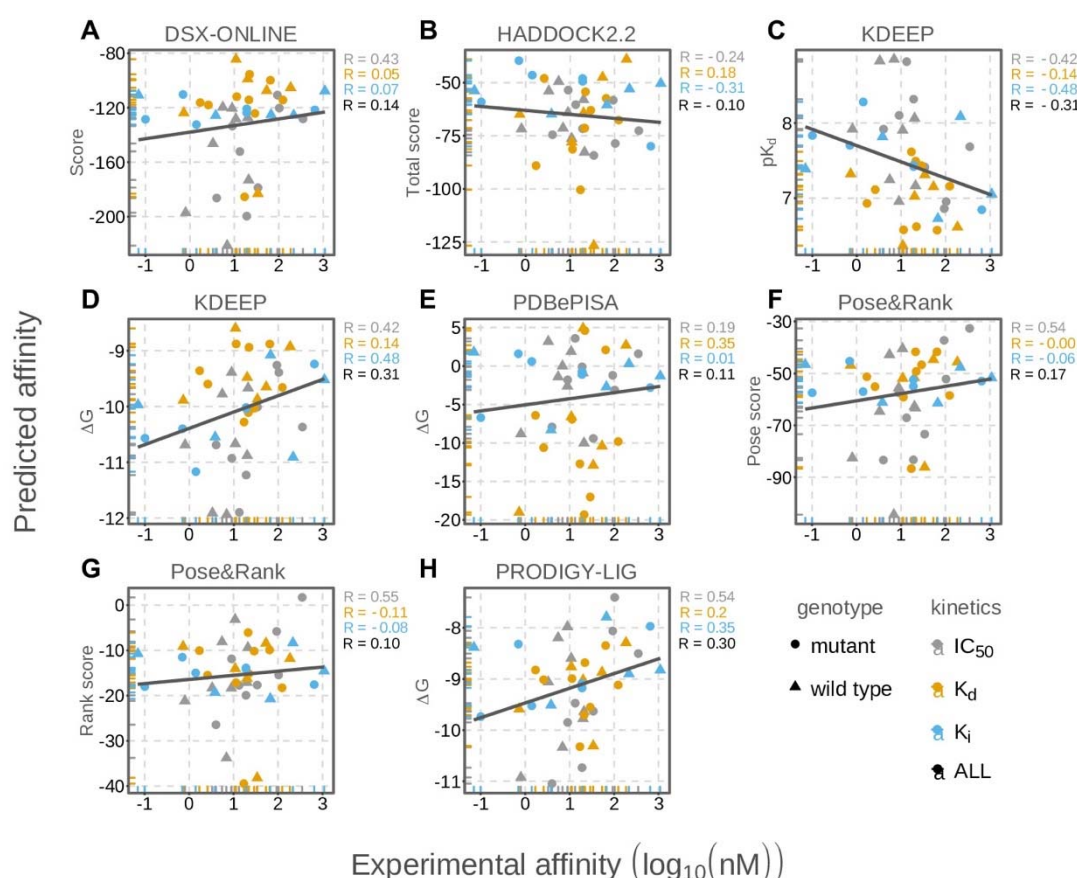 A
DSX-ONLINE
-80
-120
-160
-200
Score
-1 0 1 2 3
R = 0.43
R = 0.05
R = 0.07
R = 0.14
B
HADDOCK2.2
-50
-75
-100
-125
Total score
-1 0 1 2 3
R = - 0.24
R = 0.18
R = -0.31
R = - 0.10
C
KDEEP
8
7
pKd
-1 0 1 2 3
R = -0.42
R = -0.14
R = -0.48
R = -0.31
Predicted affinity
D
KDEEP
-9
-10
-11
-12
ΔG
-1 0 1 2 3
R = 0.42
R = 0.14
R = 0.48
R = 0.31
E
PDBePISA
5
0
-5
-10
-15
-20
ΔG
-1 0 1 2 3
R = 0.19
R = 0.35
R = 0.01
R = 0.11
F
Pose&Rank
-30
-50
-70
-90
Pose score
-1 0 1 2 3
R = 0.54
R = -0.00
R = -0.06
R = 0.17
G
Pose&Rank
0
-10
-20
-30
-40
Rank score
-1 0 1 2 3
R = 0.55
R = -0.11
R = - 0.08
R = 0.10
H
PRODIGY-LIG
-8
-9
-10
-11
ΔG
-1 0 1 2 3
R = 0.54
R = 0.2
R = 0.35
R = 0.30
genotype
mutant
wild type
kinetics
a IC50
a Kd
a Ki
a ALL
Experimental affinity (log10(nM))